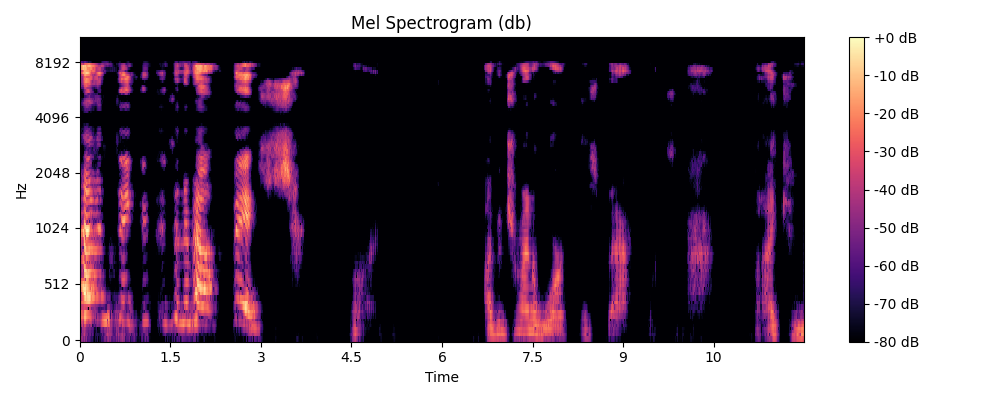 Mel Spectrogram (db)
8192
4096
2048
1024
512
0
Hz
0 1.5 3 4.5 6 7.5 9 10
Time
+0 dB
-10 dB
-20 dB
-30 dB
-40 dB
-50 dB
-60 dB
-70 dB
-80 dB